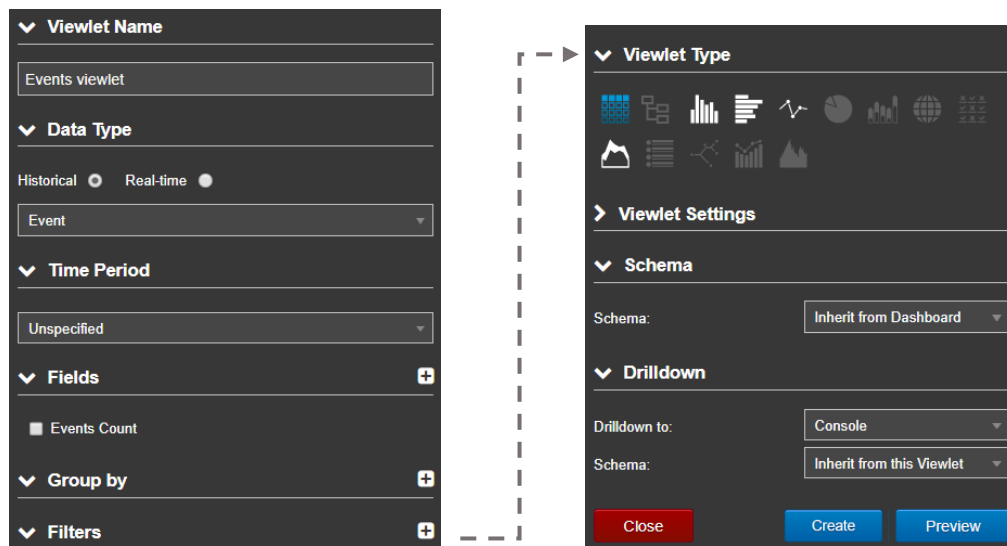 Viewlet Name
Events viewlet
Data Type
Historical Real-time
Event
Time Period
Unspecified
Fields
Events Count
Group by
Filters
Viewlet Type
Viewlet Settings
Schema
Schema: Inherit from Dashboard
Drilldown
Drilldown to: Console
Schema: Inherit from this Viewlet
Close Create Preview